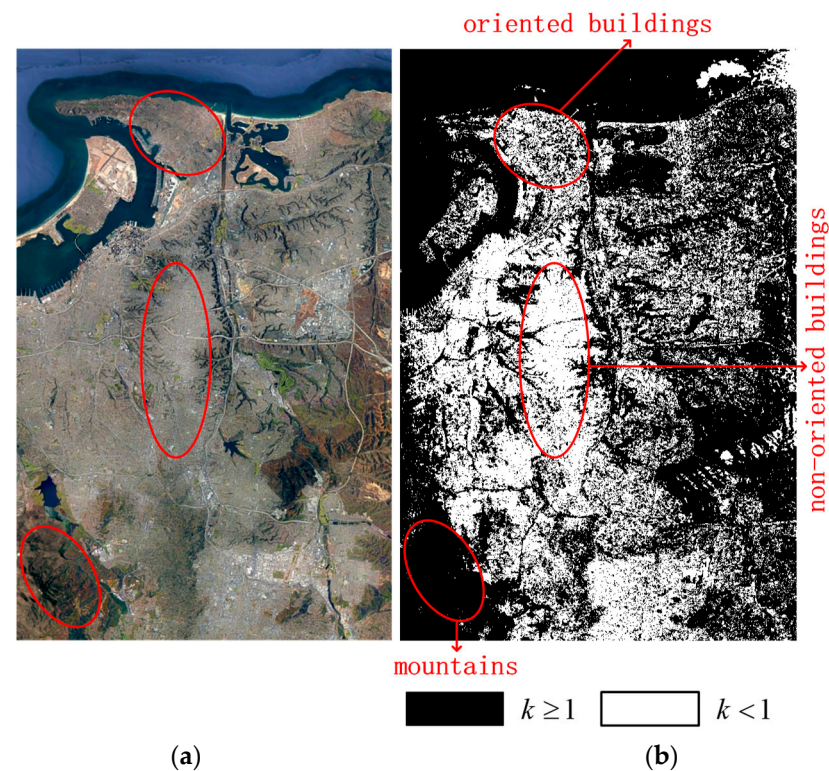 oriented buildings
non-oriented buildings
mountains
k ≥ 1
k < 1
(a)
(b)